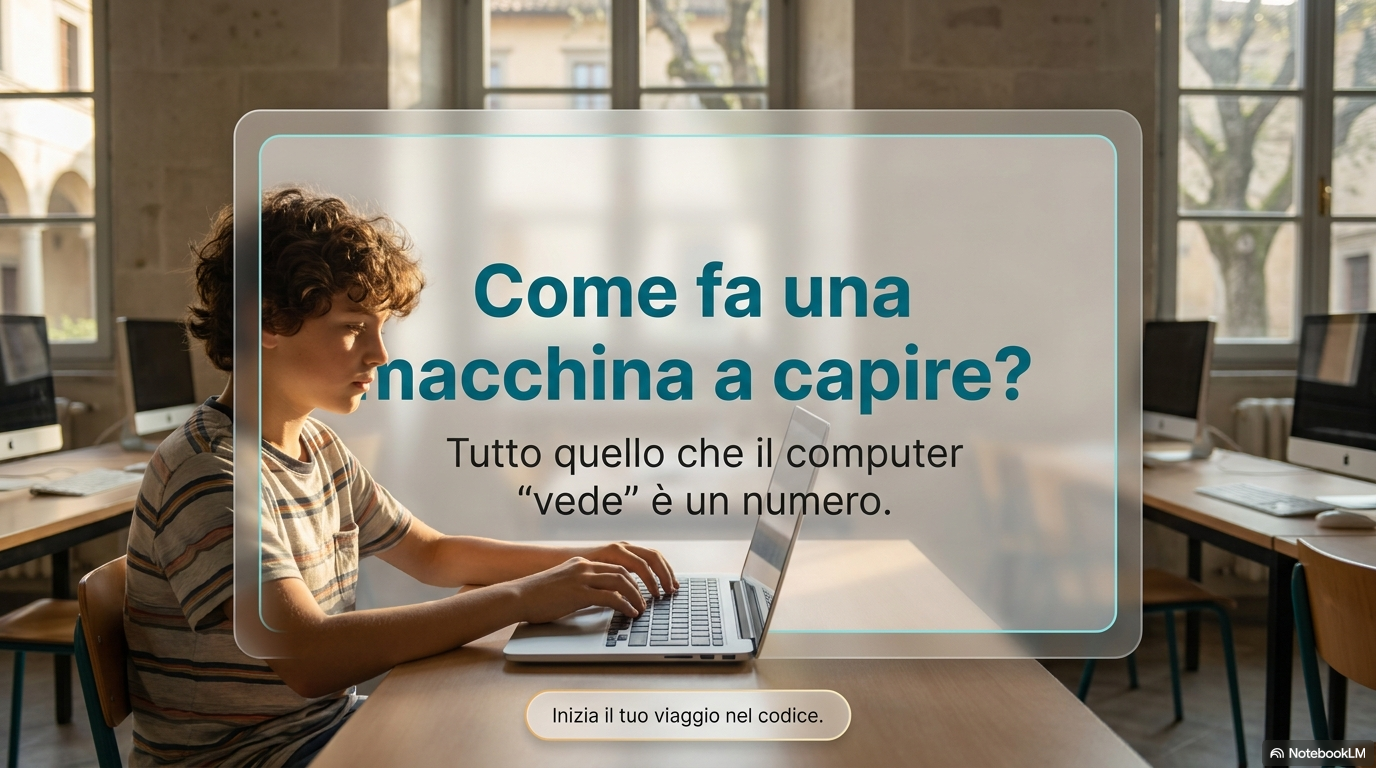 Come fa una
macchina a capire?
Tutto quello che il computer
“vede” è un numero.
Inizia il tuo viaggio nel codice.
NotebookLM